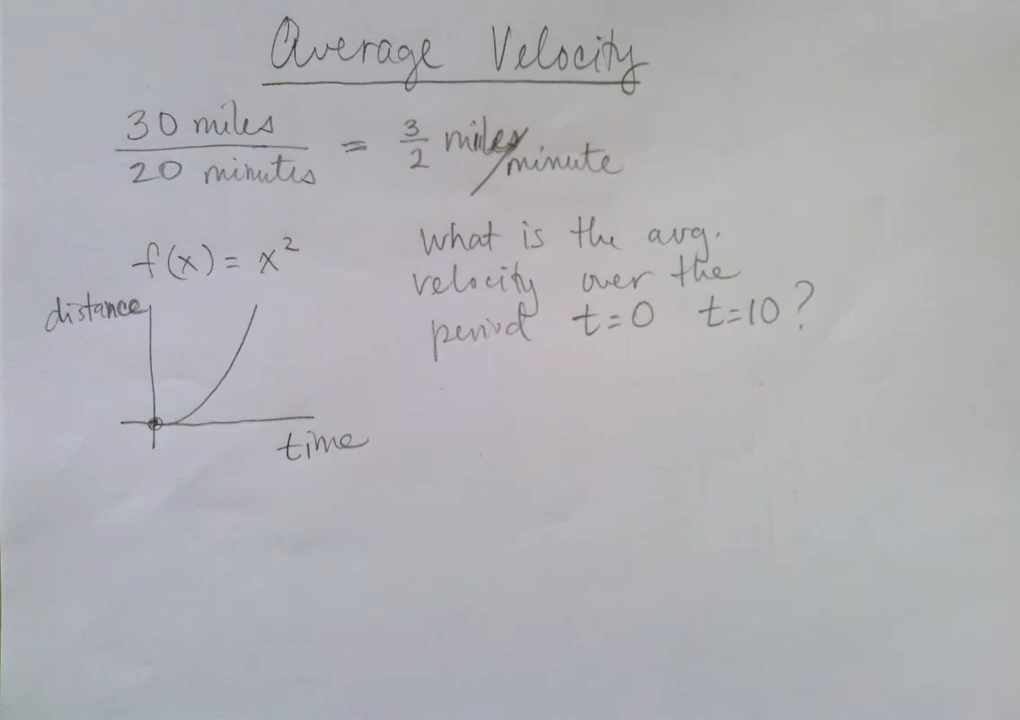 Average Velocity
30 miles
20 minutes
= 3/2 miles/minute
f(x) = x²
What is the avg.
velocity over the
period t=0 t=10?
distance
time